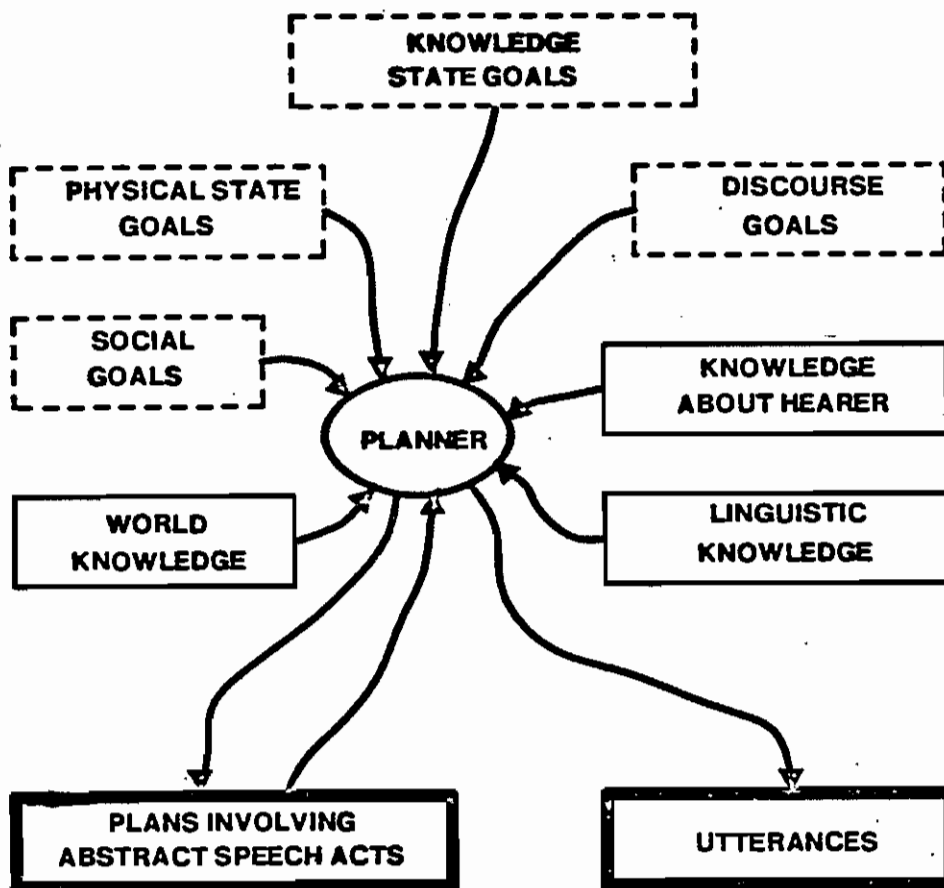 KNOWLEDGE
STATE GOALS
PHYSICAL STATE
GOALS
DISCOURSE
GOALS
SOCIAL
GOALS
KNOWLEDGE
ABOUT HEARER
PLANNER
WORLD
KNOWLEDGE
LINGUISTIC
KNOWLEDGE
PLANS INVOLVING
ABSTRACT SPEECH ACTS
UTTERANCES